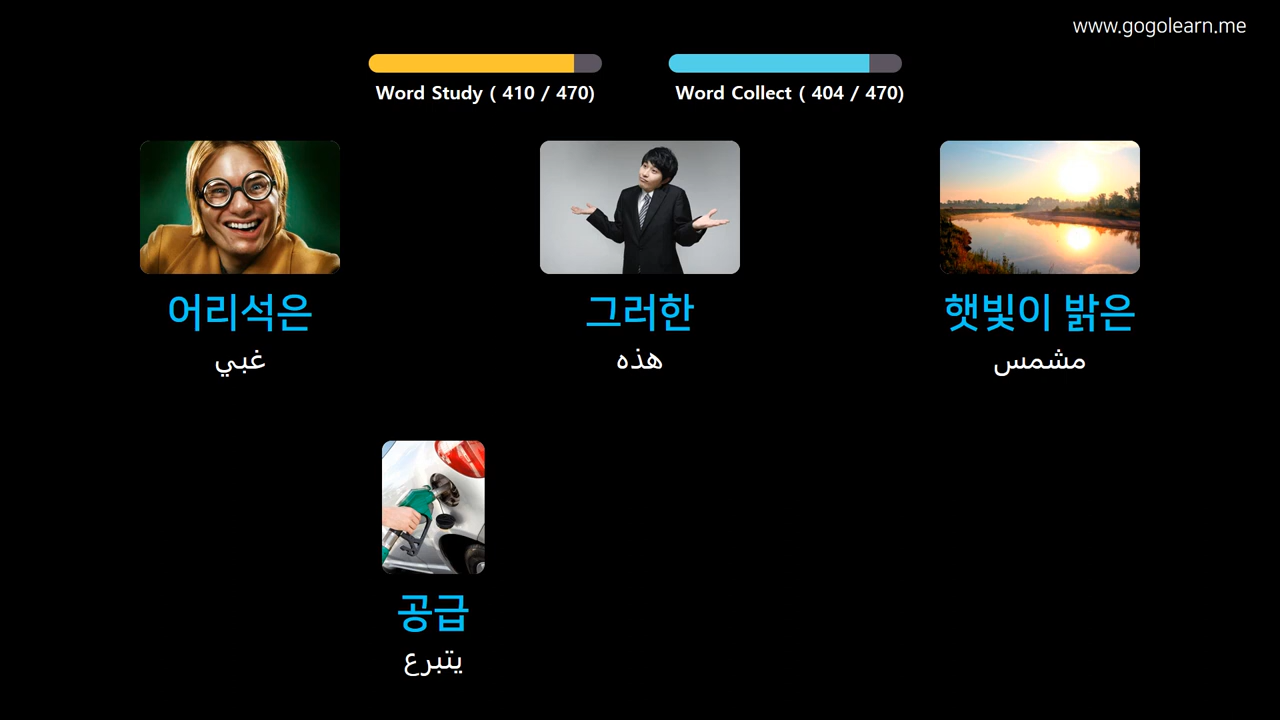 www.gogolearn.me
Word Study ( 410 / 470)
Word Collect ( 404 / 470)
어리석은
غبي
그러한
هذه
햇빛이 밝은
مشمس
공급
يتبرع